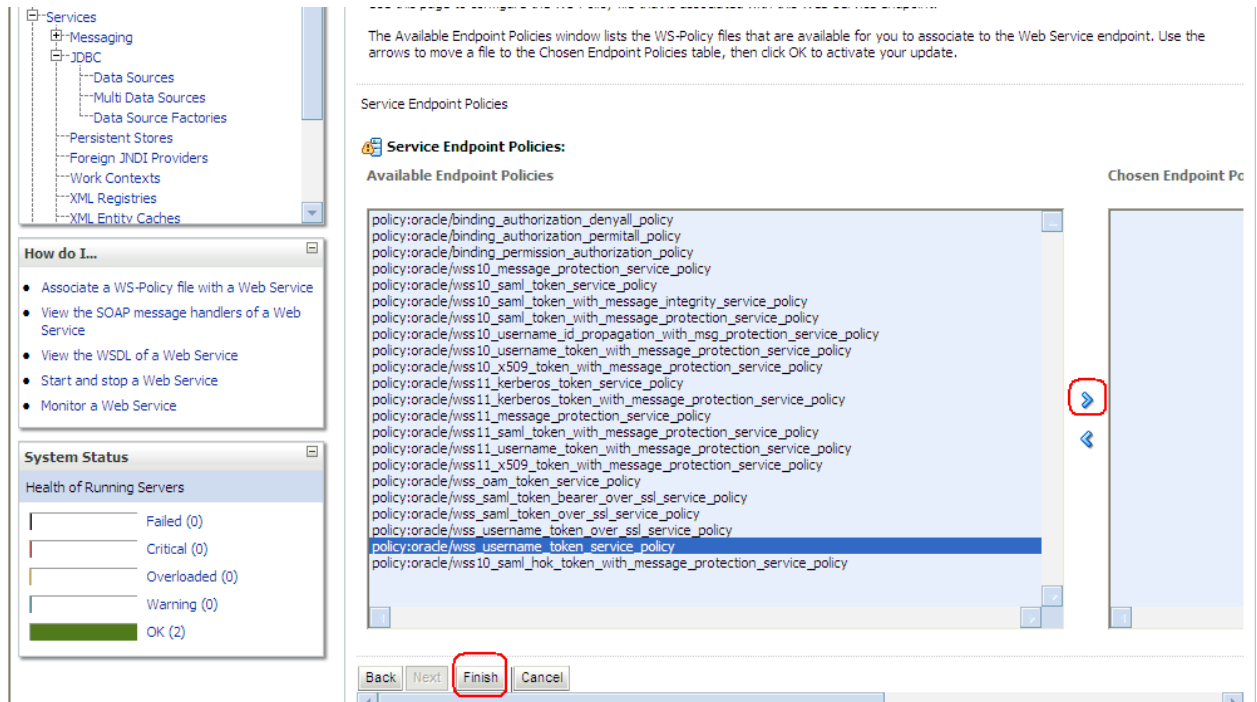 Services
Messaging
JDBC
Data Sources
Multi Data Sources
Data Source Factories
Persistent Stores
Foreign JNDI Providers
Work Contexts
XML Registries
XML Entity Caches
How do I...
Associate a WS-Policy file with a Web Service
View the SOAP message handlers of a Web
Service
View the WSDL of a Web Service
Start and stop a Web Service
Monitor a Web Service
System Status
Health of Running Servers
Failed (0)
Critical (0)
Overloaded (0)
Warning (0)
OK (2)
The Available Endpoint Policies window lists the WS-Policy files that are available for you to associate to the Web Service endpoint. Use the
arrows to move a file to the Chosen Endpoint Policies table, then click OK to activate your update.
Service Endpoint Policies
Service Endpoint Policies:
Available Endpoint Policies
Chosen Endpoint Po
policy:oracle/binding_authorization_denyall_policy
policy:oracle/binding_authorization_permitall_policy
policy:oracle/binding_permission_authorization_policy
policy:oracle/wss10_message_protection_service_policy
policy:oracle/wss10_saml_token_service_policy
policy:oracle/wss10_saml_token_with_message_integrity_service_policy
policy:oracle/wss10_saml_token_with_message_protection_service_policy
policy:oracle/wss10_username_id_propagation_with_msg_protection_service_policy
policy:oracle/wss10_username_token_with_message_protection_service_policy
policy:oracle/wss10_x509_token_with_message_protection_service_policy
policy:oracle/wss11_kerberos_token_service_policy
policy:oracle/wss11_kerberos_token_with_message_protection_service_policy
policy:oracle/wss11_message_protection_service_policy
policy:oracle/wss11_saml_token_with_message_protection_service_policy
policy:oracle/wss11_username_token_with_message_protection_service_policy
policy:oracle/wss11_x509_token_with_message_protection_service_policy
policy:oracle/wss_oam_token_service_policy
policy:oracle/wss_saml_token_bearer_over_ssl_service_policy
policy:oracle/wss_saml_token_over_ssl_service_policy
policy:oracle/wss_username_token_over_ssl_service_policy
policy:oracle/wss_username_token_service_policy
policy:oracle/wss10_saml_hok_token_with_message_protection_service_policy
Back Next Finish Cancel